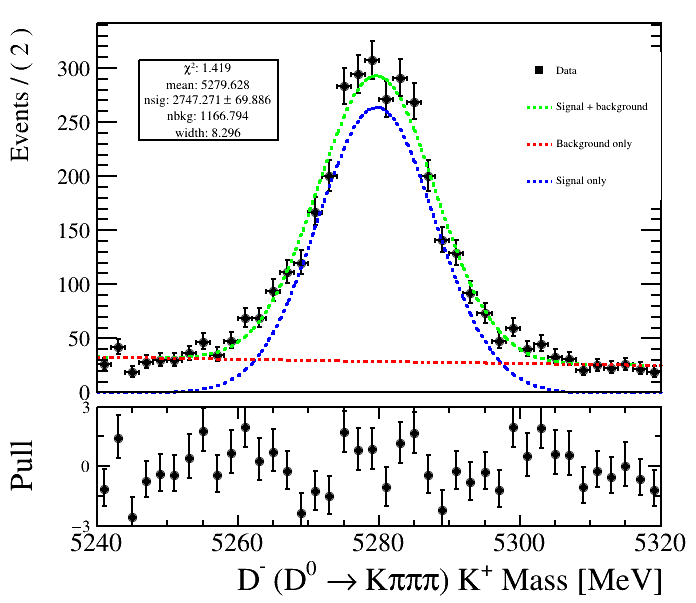 Events / ( 2 )
300
250
200
150
100
50
0
χ²: 1.419
mean: 5279.628
nsig: 2747.271 ± 69.886
nbkg: 1166.794
width: 8.296
Data
Signal + background
Background only
Signal only
Pull
3
0
−3
5240 5260 5280 5300 5320
D⁻ (D⁰ → Kπππ) K⁺ Mass [MeV]